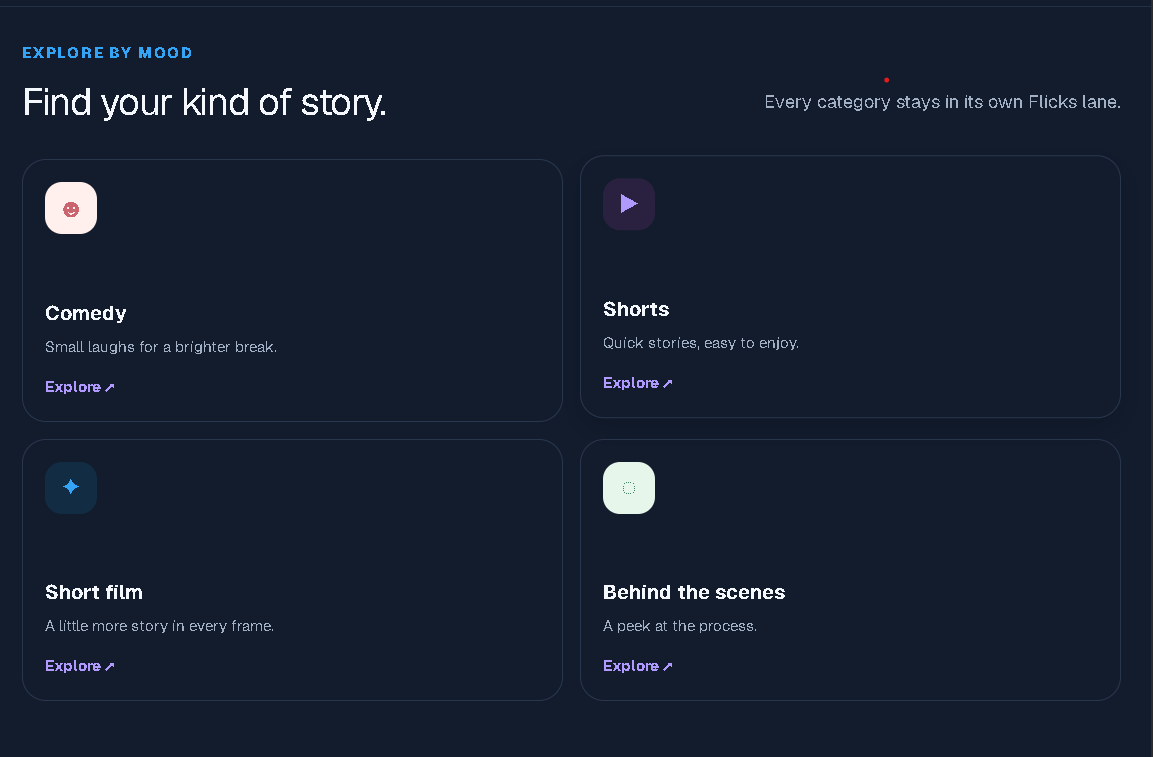 EXPLORE BY MOOD
Find your kind of story.
Every category stays in its own Flicks lane.
Comedy
Small laughs for a brighter break.
Explore ↗
Shorts
Quick stories, easy to enjoy.
Explore ↗
Short film
A little more story in every frame.
Explore ↗
Behind the scenes
A peek at the process.
Explore ↗